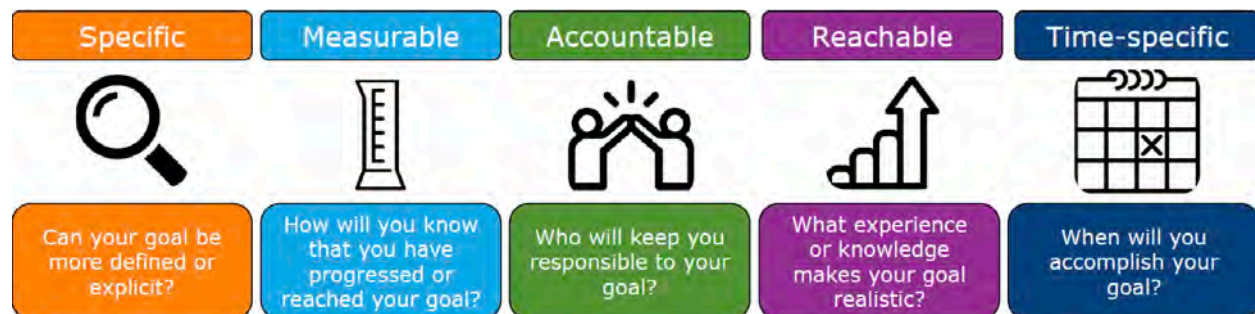 Specific
Measurable
Accountable
Reachable
Time-specific
Can your goal be
more defined or
explicit?
How will you know
that you have
progressed or
reached your goal?
Who will keep you
responsible to your
goal?
What experience
or knowledge
makes your goal
realistic?
When will you
accomplish your
goal?